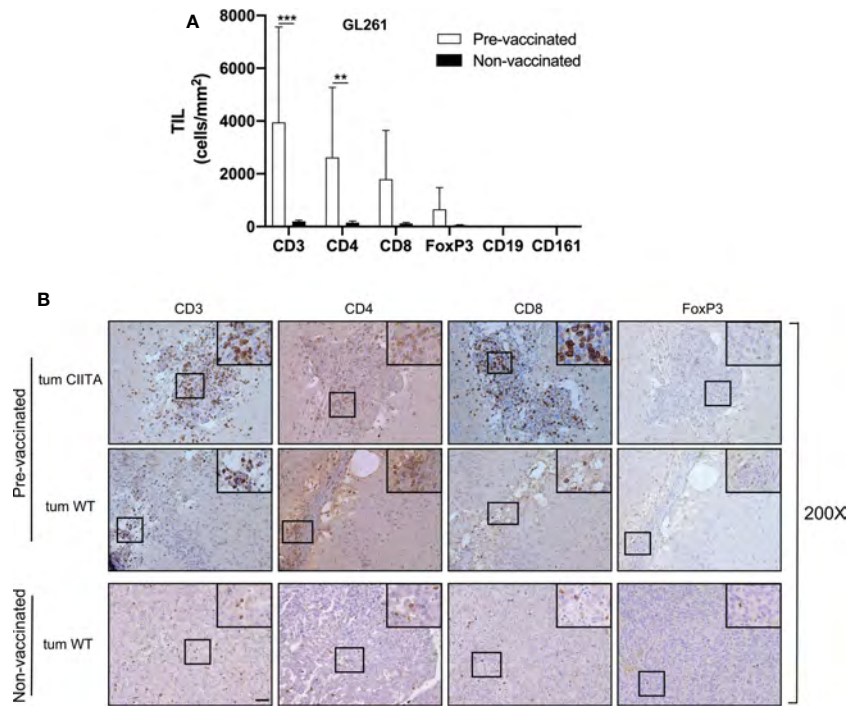 A
GL261
***
**
Pre-vaccinated
Non-vaccinated
TIL
(cells/mm²)
8000
6000
4000
2000
0
CD3 CD4 CD8 FoxP3 CD19 CD161
B
CD3 CD4 CD8 FoxP3
Pre-vaccinated
tum CIITA
tum WT
200X
Non-vaccinated
tum WT